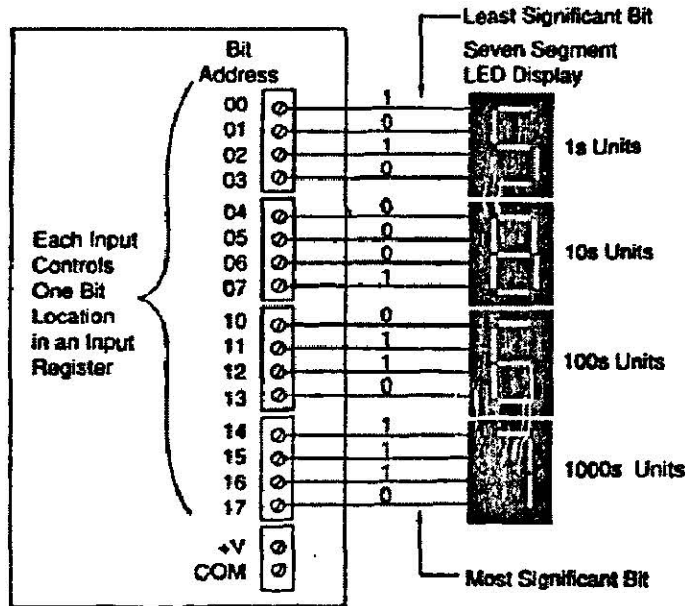 Least Significant Bit
Bit
Address
Seven Segment
LED Display
00 1
01 0
02 1
03 0
1s Units
04 0
05 0
06 0
07 1
10s Units
Each Input
Controls
One Bit
Location
in an Input
Register
10 0
11 1
12 1
13 0
100s Units
14 1
15 1
16 1
17 0
1000s Units
+V
COM
Most Significant Bit